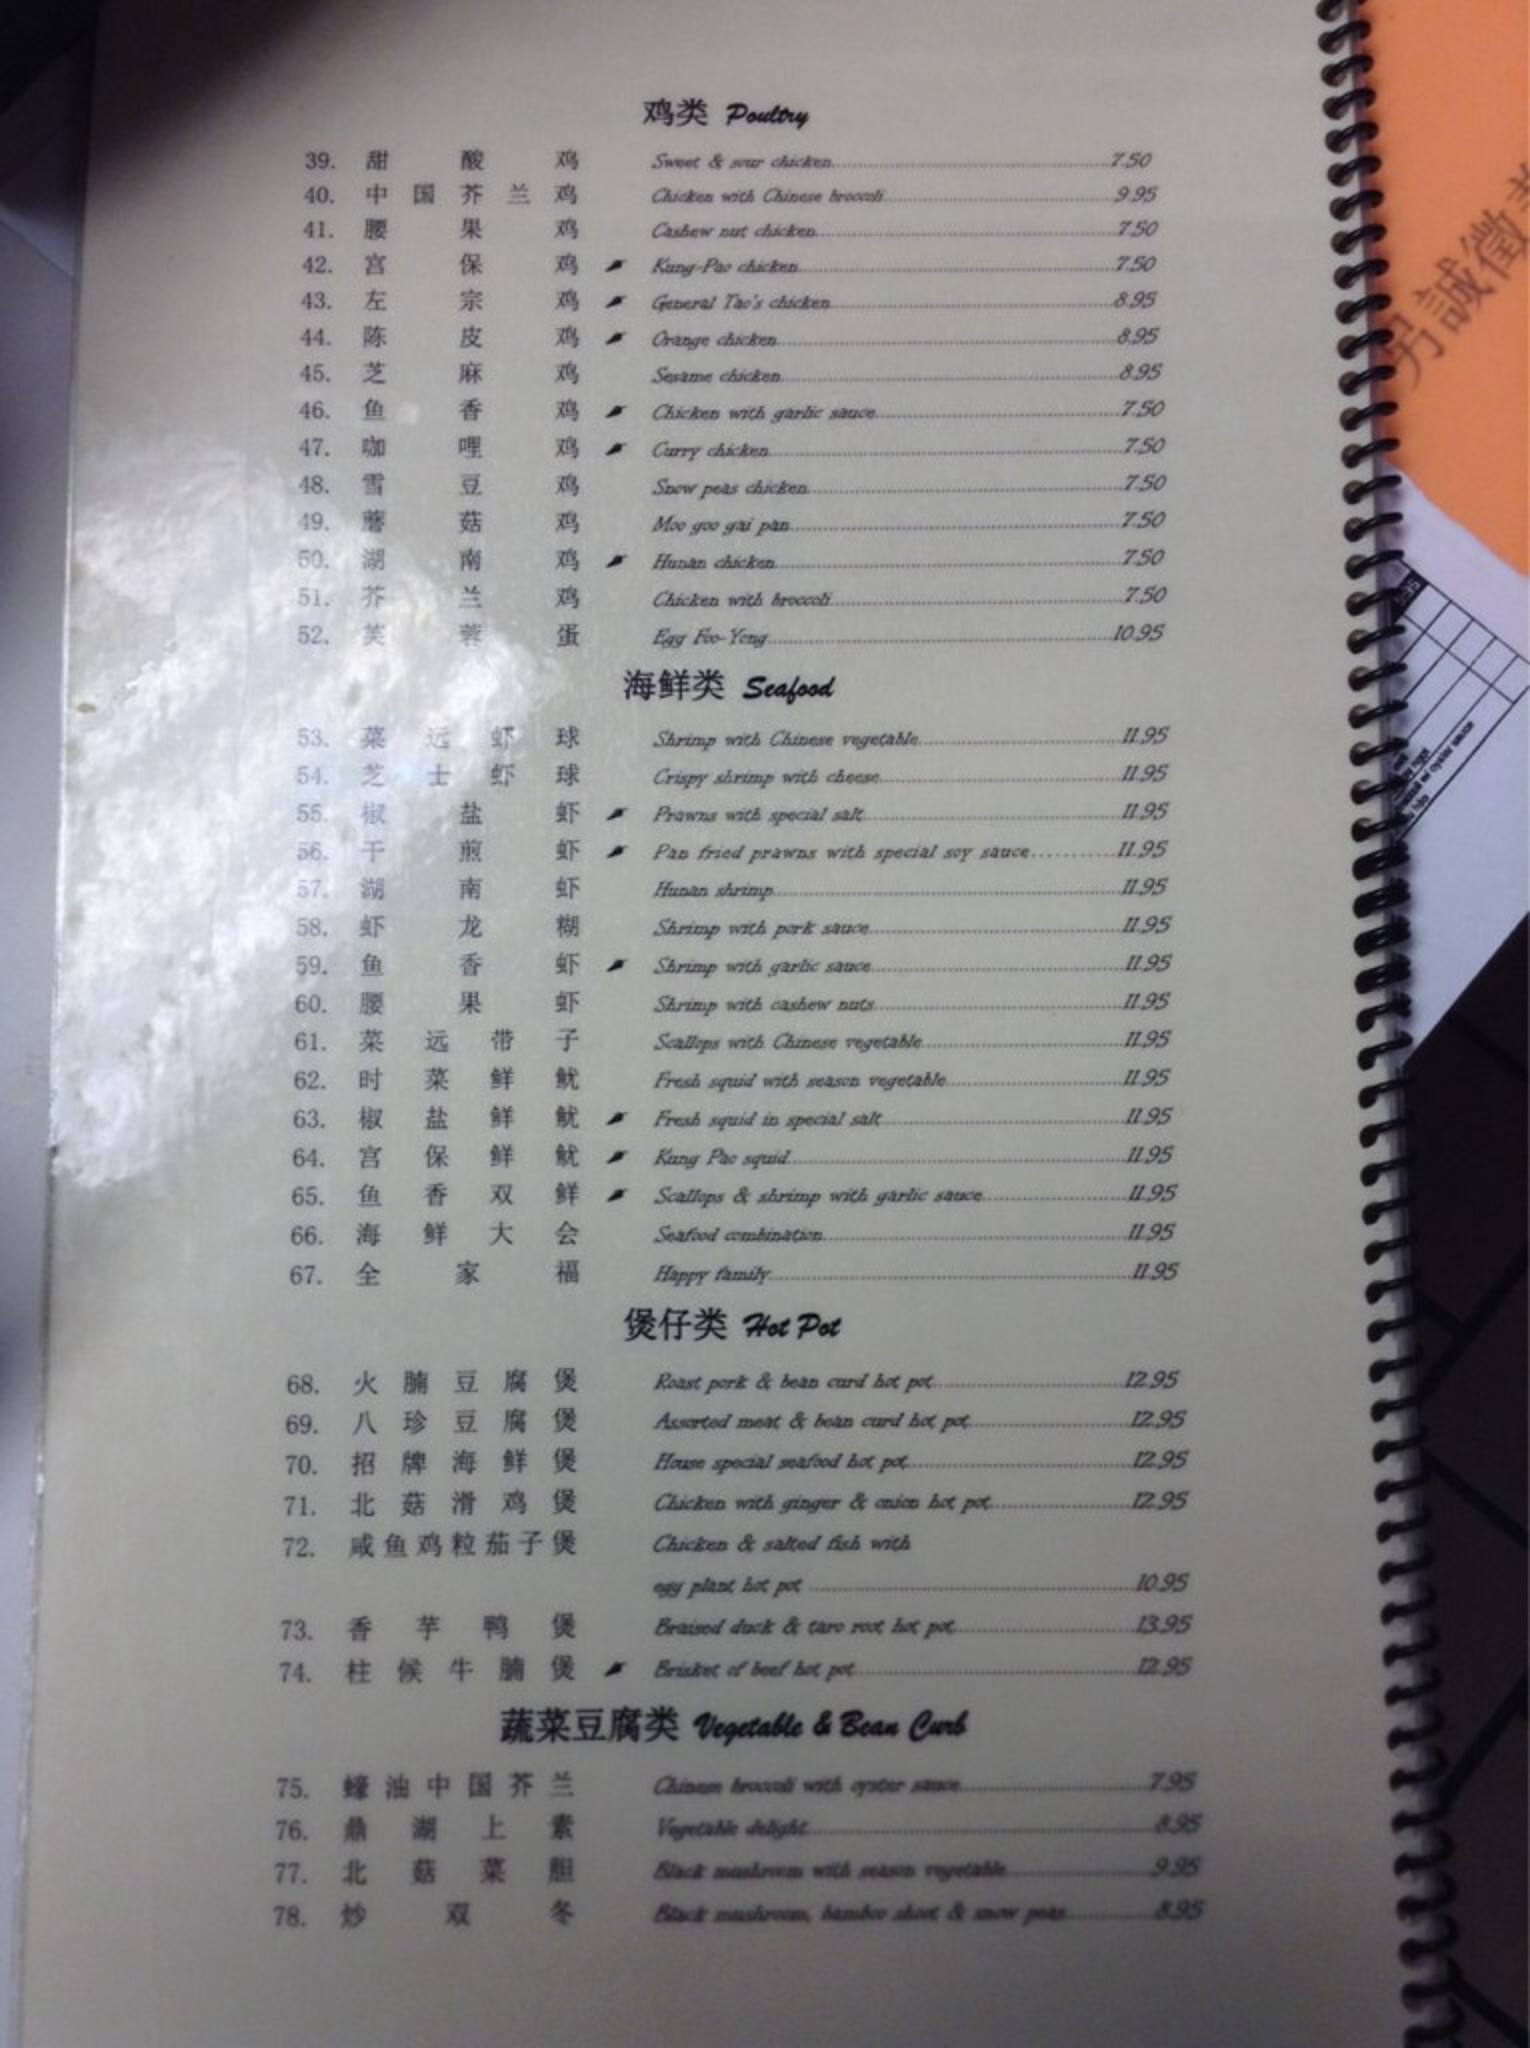 鸡类 Poultry
39. 甜酸鸡 Sweet & sour chicken 7.50
40. 中国芥兰鸡 Chicken with Chinese broccoli 9.95
41. 腰果鸡 Cashew nut chicken 7.50
42. 宫保鸡 Kung-Pao chicken 7.50
43. 左宗鸡 General Tao's chicken 8.95
44. 陈皮鸡 Orange chicken 8.95
45. 芝麻鸡 Sesame chicken 8.95
46. 鱼香鸡 Chicken with garlic sauce 7.50
47. 咖哩鸡 Curry chicken 7.50
48. 雪豆鸡 Snow peas chicken 7.50
49. 蘑菇鸡 Moo goo gai pan 7.50
50. 湖南鸡 Hunan chicken 7.50
51. 芥兰鸡 Chicken with broccoli 7.50
52. 芙蓉蛋 Egg Foo-Yong 10.95
海鲜类 Seafood
53. 菜远虾球 Shrimp with Chinese vegetable 11.95
54. 芝士虾球 Crispy shrimp with cheese 11.95
55. 椒盐虾 Prawns with special salt 11.95
56. 干煎虾 Pan fried prawns with special soy sauce 11.95
57. 湖南虾 Hunan shrimp 11.95
58. 虾龙糊 Shrimp with pork sauce 11.95
59. 鱼香虾 Shrimp with garlic sauce 11.95
60. 腰果虾 Shrimp with cashew nuts 11.95
61. 菜远带子 Scallops with Chinese vegetable 11.95
62. 时菜鲜鱿 Fresh squid with season vegetable 11.95
63. 椒盐鲜鱿 Fresh squid in special salt 11.95
64. 宫保鲜鱿 Kung Pao squid 11.95
65. 鱼香双鲜 Scallops & shrimp with garlic sauce 11.95
66. 海鲜大会 Seafood combination 11.95
67. 全家福 Happy family 11.95
煲仔类 Hot Pot
68. 火腩豆腐煲 Roast pork & bean curd hot pot 12.95
69. 八珍豆腐煲 Assorted meat & bean curd hot pot 12.95
70. 招牌海鲜煲 House special seafood hot pot 12.95
71. 北菇滑鸡煲 Chicken with ginger & onion hot pot 12.95
72. 咸鱼鸡粒茄子煲 Chicken & salted fish with
egg plant hot pot 10.95
73. 香芋鸭煲 Braised duck & taro root hot pot 13.95
74. 柱候牛腩煲 Brisket of beef hot pot 12.95
蔬菜豆腐类 Vegetable & Bean Curb
75. 蠔油中国芥兰 Chinese broccoli with oyster sauce 7.95
76. 鼎湖上素 Vegetable delight 8.95
77. 北菇菜胆 Black mushroom with season vegetable 9.95
78. 炒双冬 Black mushroom, bamboo shoot & snow peas 8.95
男誠徵